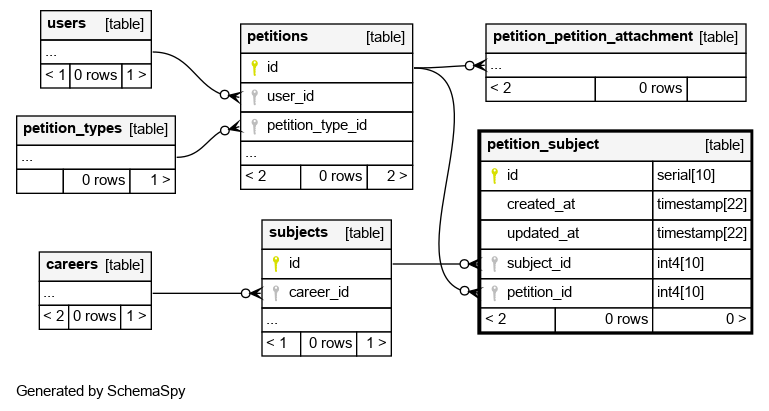 users [table]
...
< 1 0 rows 1 >
petition_types [table]
...
0 rows 1 >
careers [table]
...
< 2 0 rows 1 >
petitions [table]
id
user_id
petition_type_id
...
< 2 0 rows 2 >
subjects [table]
id
career_id
...
< 1 0 rows 1 >
petition_petition_attachment [table]
...
< 2 0 rows
petition_subject [table]
id serial[10]
created_at timestamp[22]
updated_at timestamp[22]
subject_id int4[10]
petition_id int4[10]
< 2 0 rows 0 >
Generated by SchemaSpy